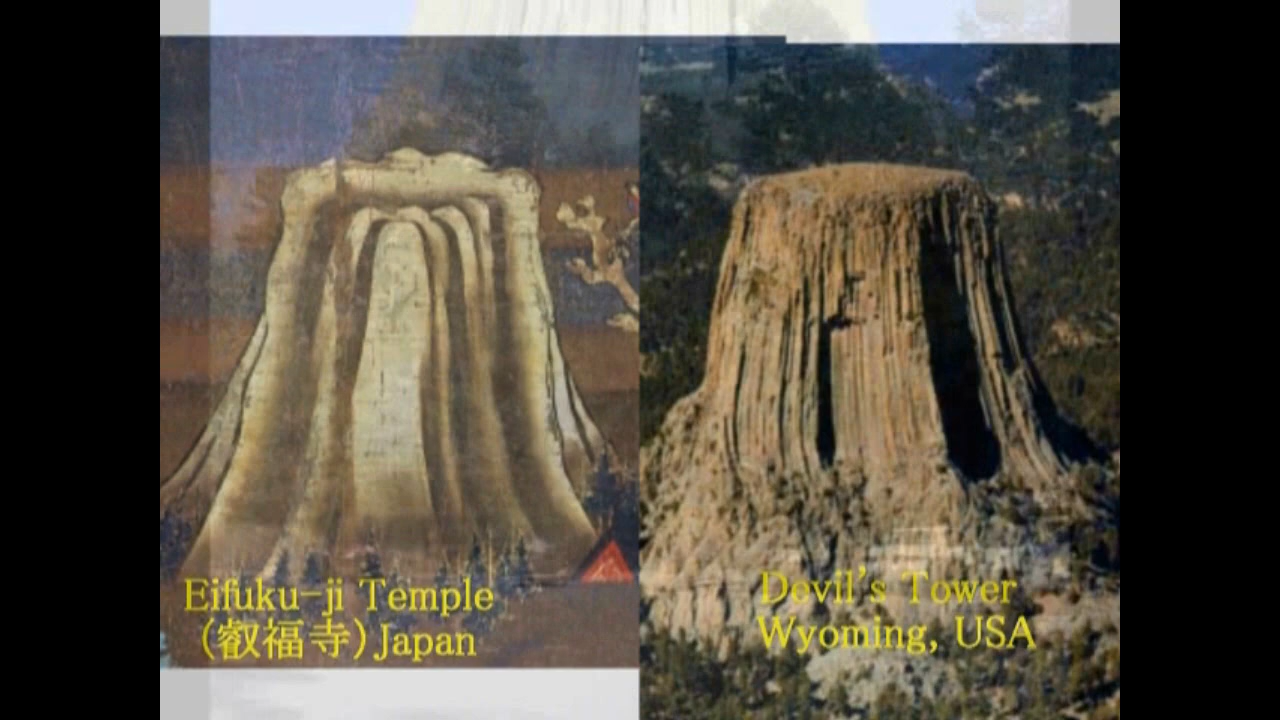 Eifuku-ji Temple
(叡福寺)Japan
Devil's Tower
Wyoming, USA